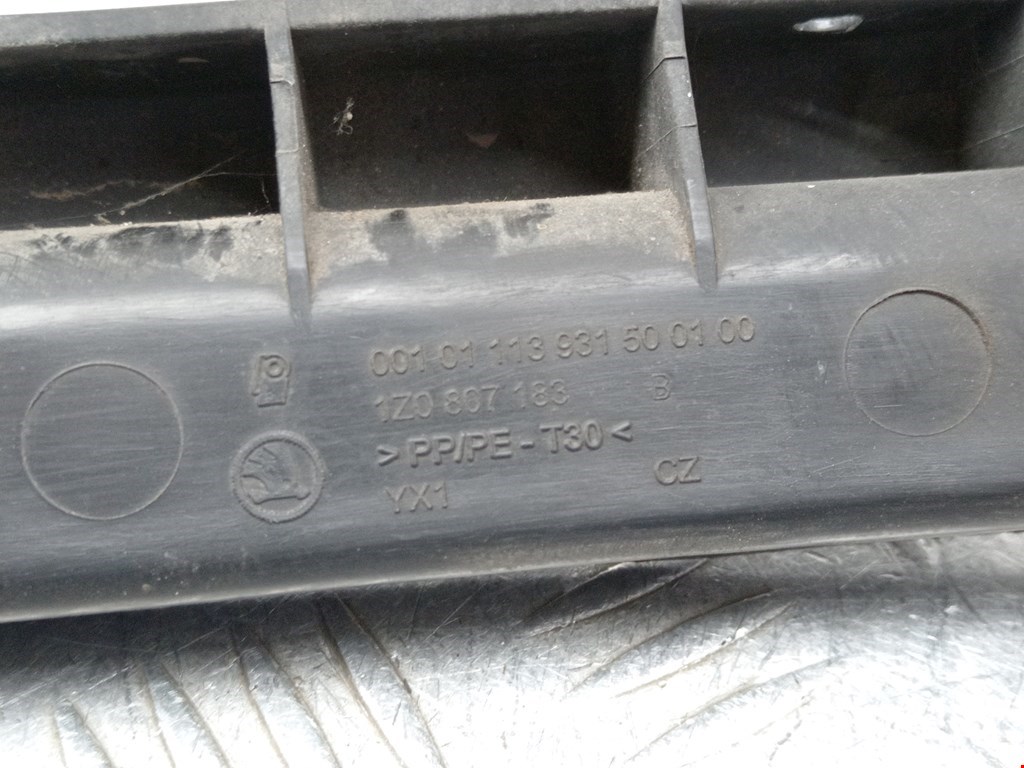 001 01 113 931 50 01 00
1Z0 807 183 B
>PP/PE-T30<
YX1 CZ